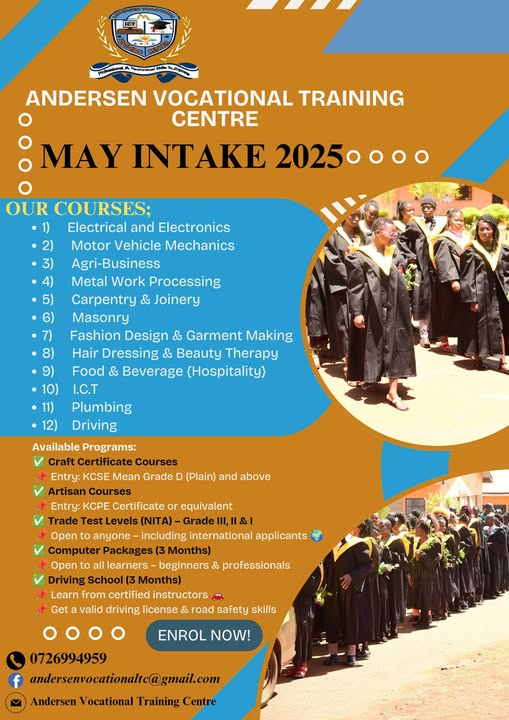 ANDERSEN VOCATIONAL TRAINING
CENTRE
MAY INTAKE 2025
OUR COURSES;
• 1) Electrical and Electronics
• 2) Motor Vehicle Mechanics
• 3) Agri-Business
• 4) Metal Work Processing
• 5) Carpentry & Joinery
• 6) Masonry
• 7) Fashion Design & Garment Making
• 8) Hair Dressing & Beauty Therapy
• 9) Food & Beverage {Hospitality}
• 10) I.C.T
• 11) Plumbing
• 12) Driving
Available Programs:
✅ Craft Certificate Courses
📌 Entry: KCSE Mean Grade D (Plain) and above
✅ Artisan Courses
📌 Entry: KCPE Certificate or equivalent
✅ Trade Test Levels (NITA) – Grade III, II & I
📌 Open to anyone – including international applicants 🌍
✅ Computer Packages (3 Months)
📌 Open to all learners – beginners & professionals
✅ Driving School (3 Months)
📌 Learn from certified instructors 🚗
📌 Get a valid driving license & road safety skills
ENROL NOW!
0726994959
andersenvocationaltc@gmail.com
Andersen Vocational Training Centre